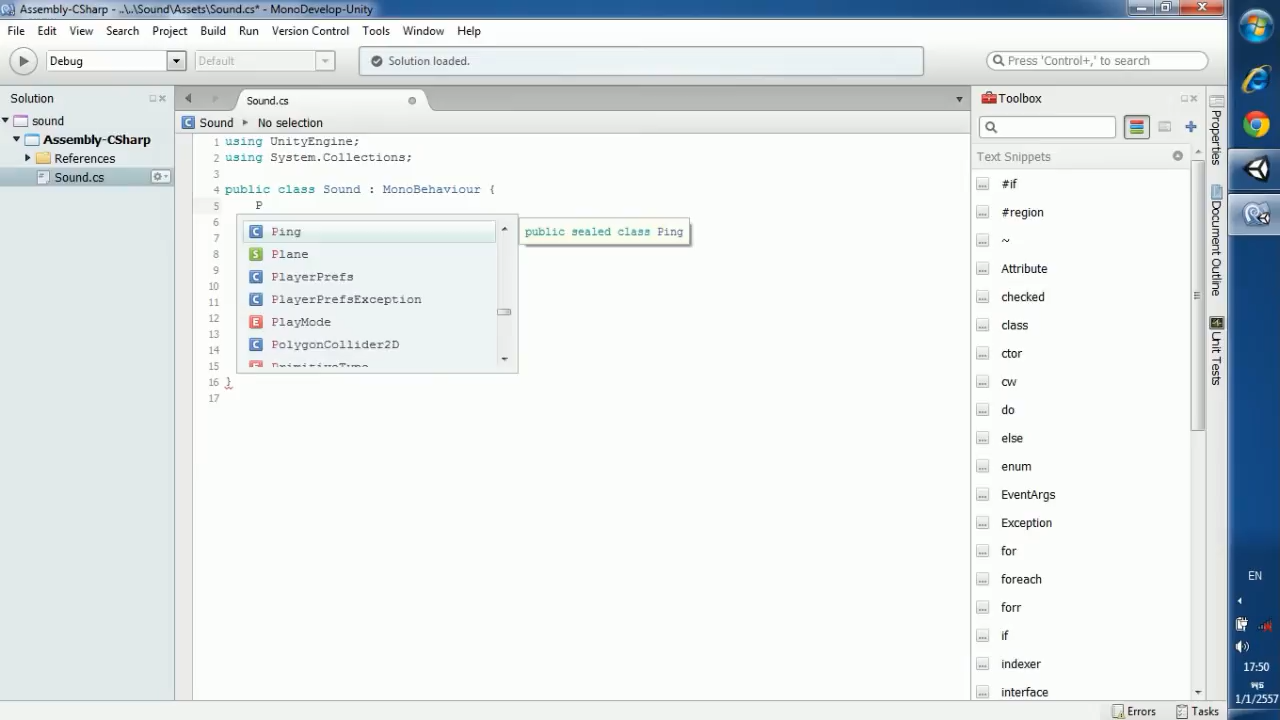 Assembly-CSharp - ..\..\Sound\Assets\Sound.cs* - MonoDevelop-Unity
File Edit View Search Project Build Run Version Control Tools Window Help
Debug Default Solution loaded. Press 'Control+,' to search
Solution
sound
Assembly-CSharp
References
Sound.cs
Sound.cs
Sound No selection
1 using UnityEngine;
2 using System.Collections;
3
4 public class Sound : MonoBehaviour {
5 P
6
7
8
9
10
11
12
13
14
15
16 }
17
Ping
Plane
PlayerPrefs
PlayerPrefsException
PlayMode
PolygonCollider2D
PrimitiveType
public sealed class Ping
Toolbox
Text Snippets
#if
#region
~
Attribute
checked
class
ctor
cw
do
else
enum
EventArgs
Exception
for
foreach
forr
if
indexer
interface
Properties
Document Outline
Unit Tests
Errors Tasks
EN
17:50
พุธ
1/1/2557